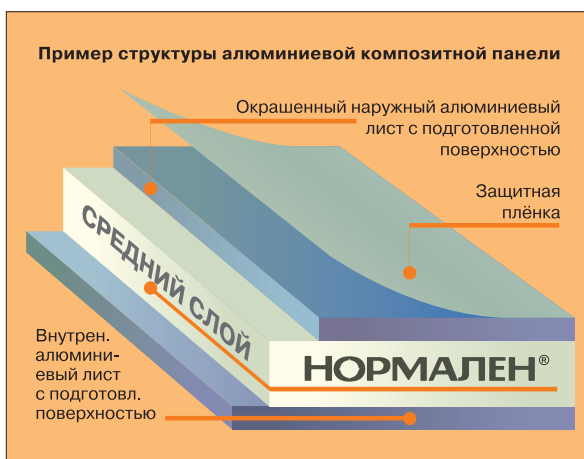 Пример структуры алюминиевой композитной панели
Окрашенный наружный алюминиевый
лист с подготовленной
поверхностью
Защитная
плёнка
СРЕДНИЙ СЛОЙ
НОРМАЛЕН®
Внутрен.
алюмини-
евый лист
с подготовл.
поверхностью